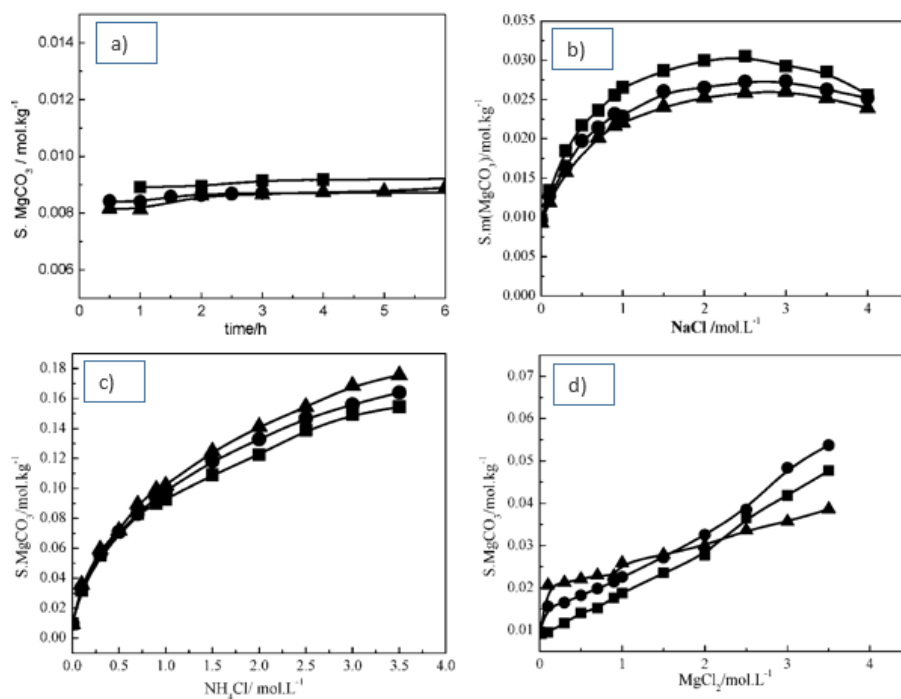 a)
0.014
0.012
0.010
0.008
0.006
S. MgCO₃ / mol.kg⁻¹
0 1 2 3 4 5 6
time/h
b)
0.035
0.030
0.025
0.020
0.015
0.010
0.005
0.000
S.m(MgCO₃)/mol.kg⁻¹
0 1 2 3 4
NaCl /mol.L⁻¹
c)
0.18
0.16
0.14
0.12
0.10
0.08
0.06
0.04
0.02
0.00
S.MgCO₃/mol.kg⁻¹
0.0 0.5 1.0 1.5 2.0 2.5 3.0 3.5 4.0
NH₄Cl/ mol.L⁻¹
d)
0.07
0.06
0.05
0.04
0.03
0.02
0.01
S.MgCO₃/mol.kg⁻¹
0 1 2 3 4
MgCl₂/mol.L⁻¹